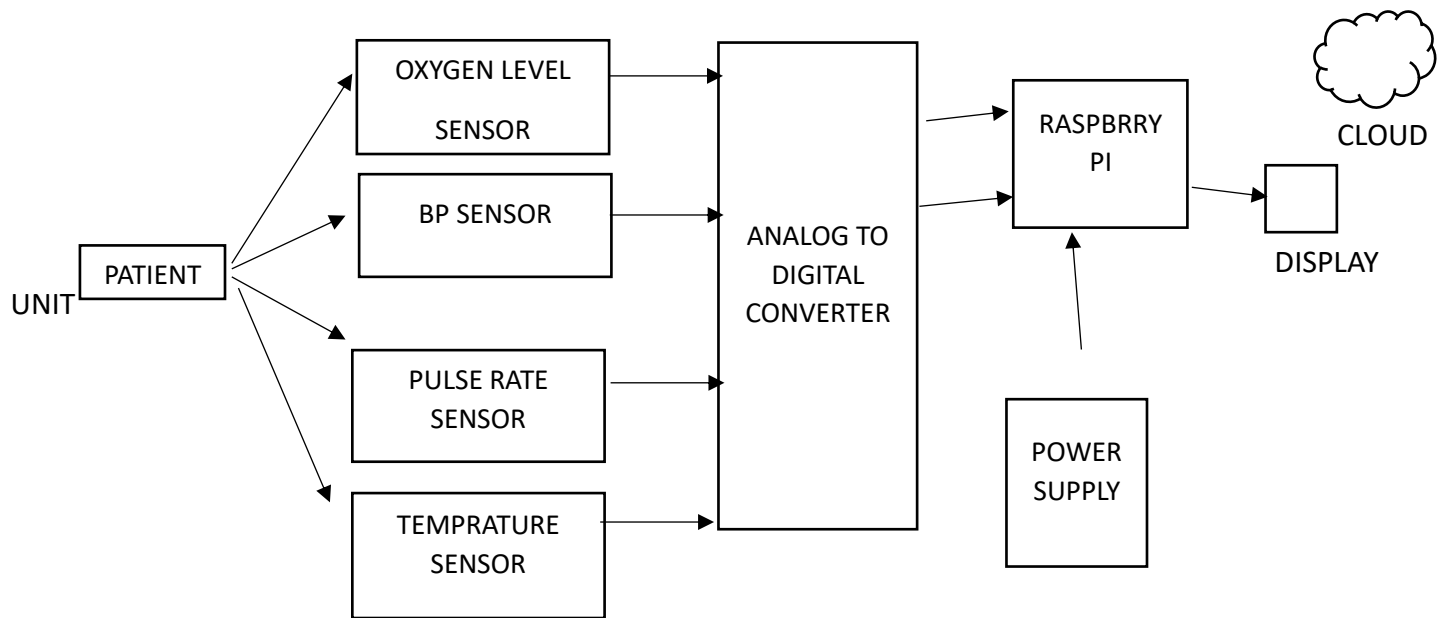 OXYGEN LEVEL
SENSOR
BP SENSOR
PATIENT
UNIT
PULSE RATE
SENSOR
TEMPRATURE
SENSOR
ANALOG TO
DIGITAL
CONVERTER
RASPBRRY
PI
POWER
SUPPLY
CLOUD
DISPLAY